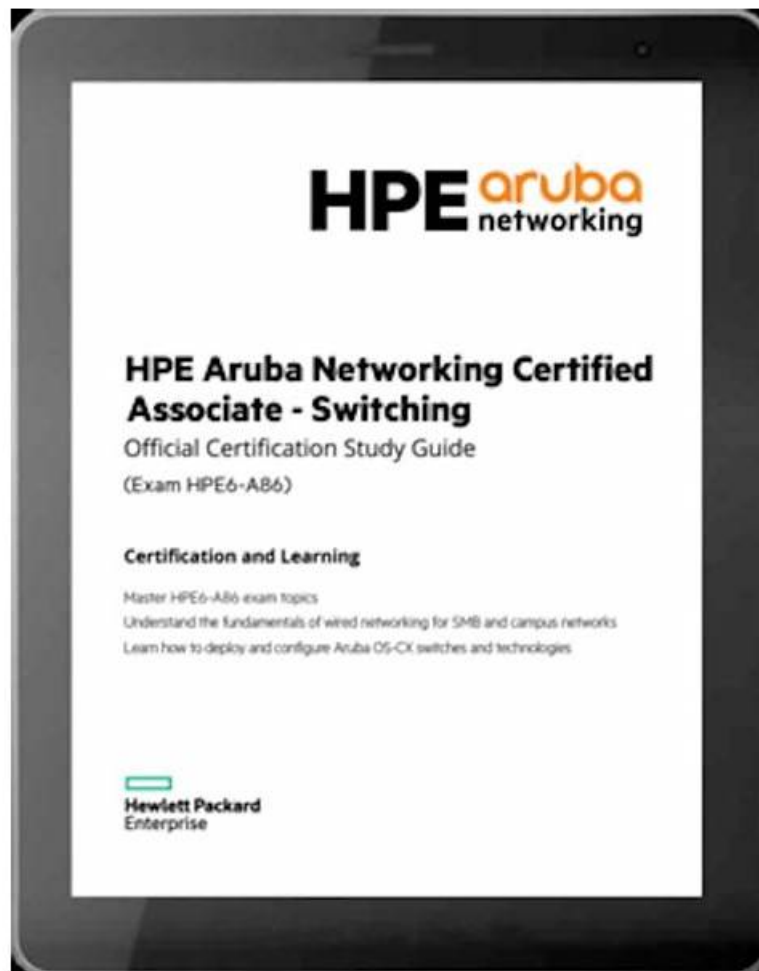 HPE aruba
networking
HPE Aruba Networking Certified
Associate - Switching
Official Certification Study Guide
(Exam HPE6-A86)
Certification and Learning
Master HPE6-A86 exam topics
Understand the fundamentals of wired networking for SMB and campus networks
Learn how to deploy and configure Aruba OS-CX switches and technologies
Hewlett Packard
Enterprise